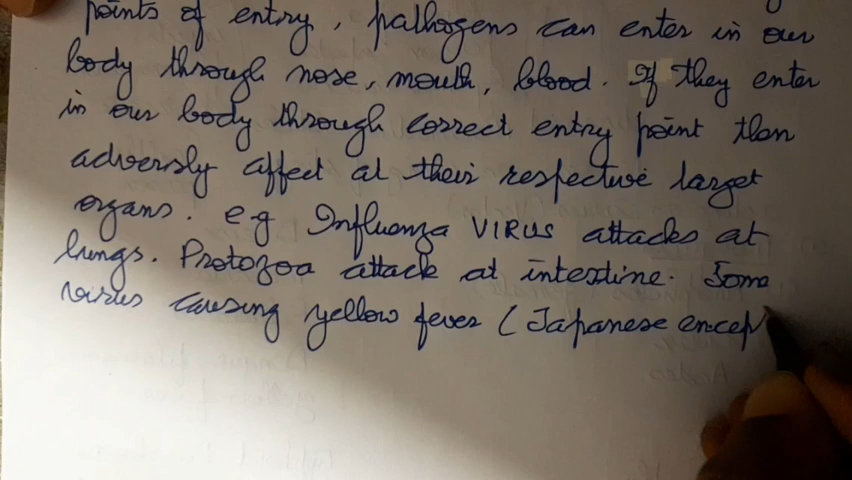 points of entry, pathogens can enter in our
body through nose, mouth, blood. If they enter
in our body through correct entry point then
adversly affect at their respective target
organs. e.g Influenza VIRUS attacks at
lungs. Protozoa attack at intestine. Some
virus causing yellow fever (Japanese encep